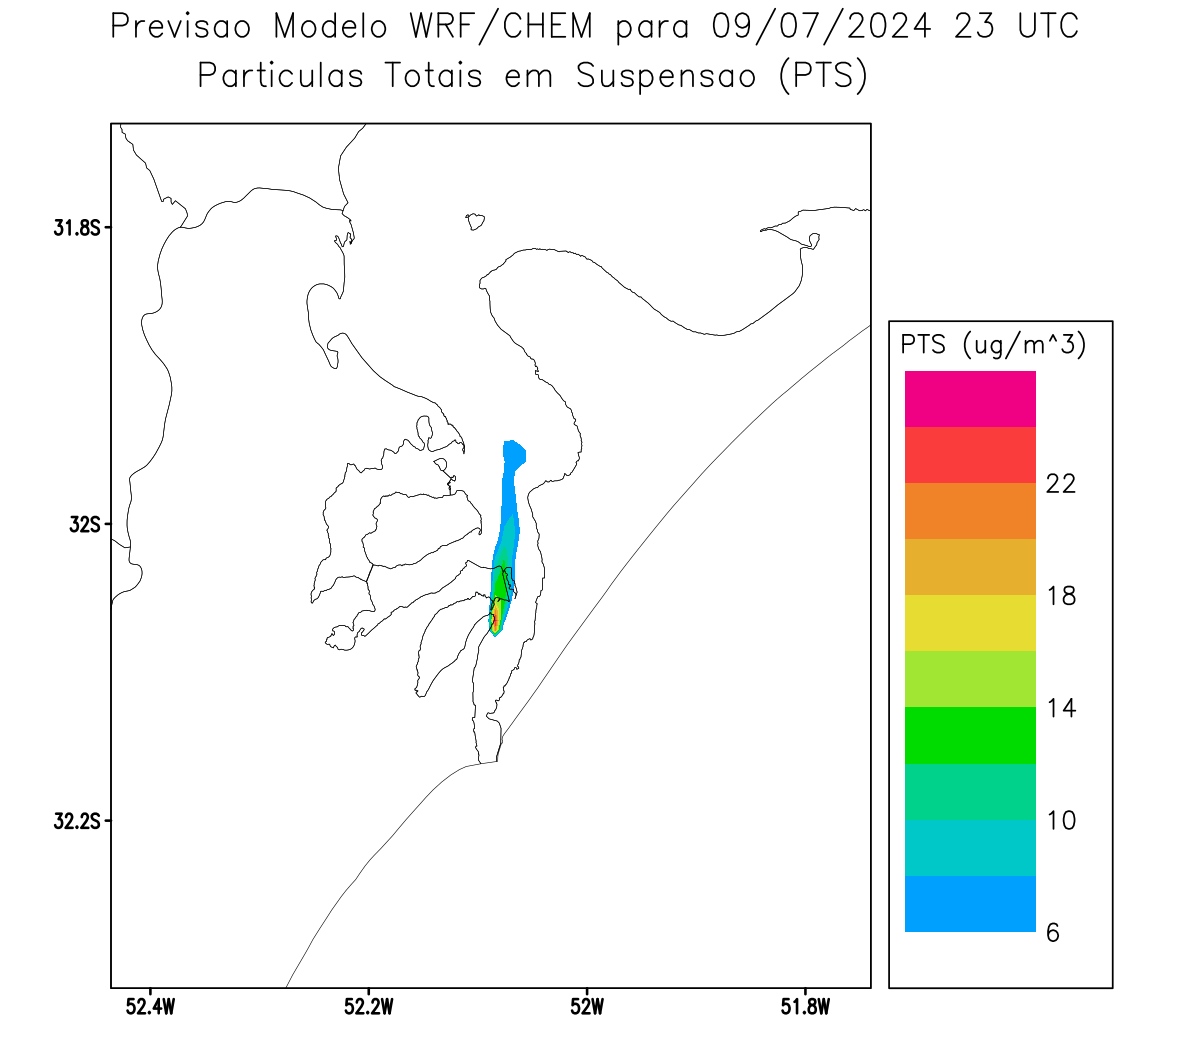 Previsao Modelo WRF/CHEM para 09/07/2024 23 UTC
Particulas Totais em Suspensao (PTS)
31.8S
32S
32.2S
52.4W
52.2W
52W
51.8W
PTS (ug/m^3)
22
18
14
10
6